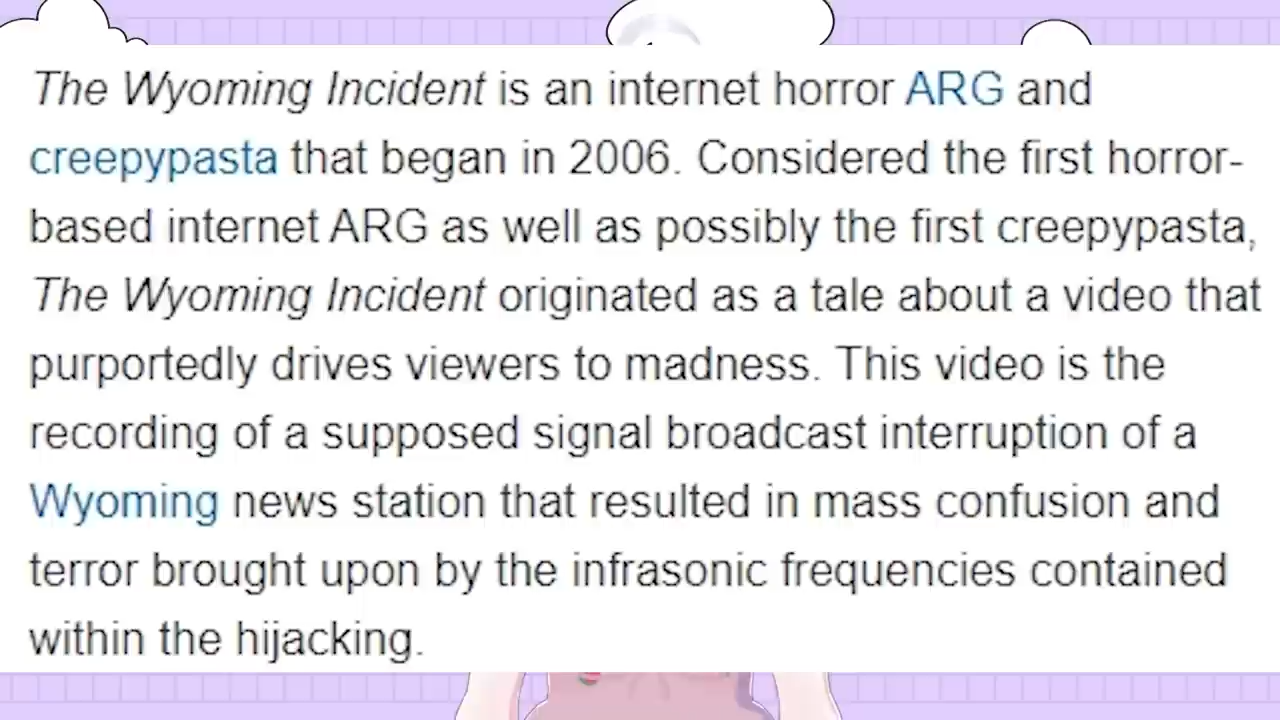 The Wyoming Incident is an internet horror ARG and
creepypasta that began in 2006. Considered the first horror-
based internet ARG as well as possibly the first creepypasta,
The Wyoming Incident originated as a tale about a video that
purportedly drives viewers to madness. This video is the
recording of a supposed signal broadcast interruption of a
Wyoming news station that resulted in mass confusion and
terror brought upon by the infrasonic frequencies contained
within the hijacking.